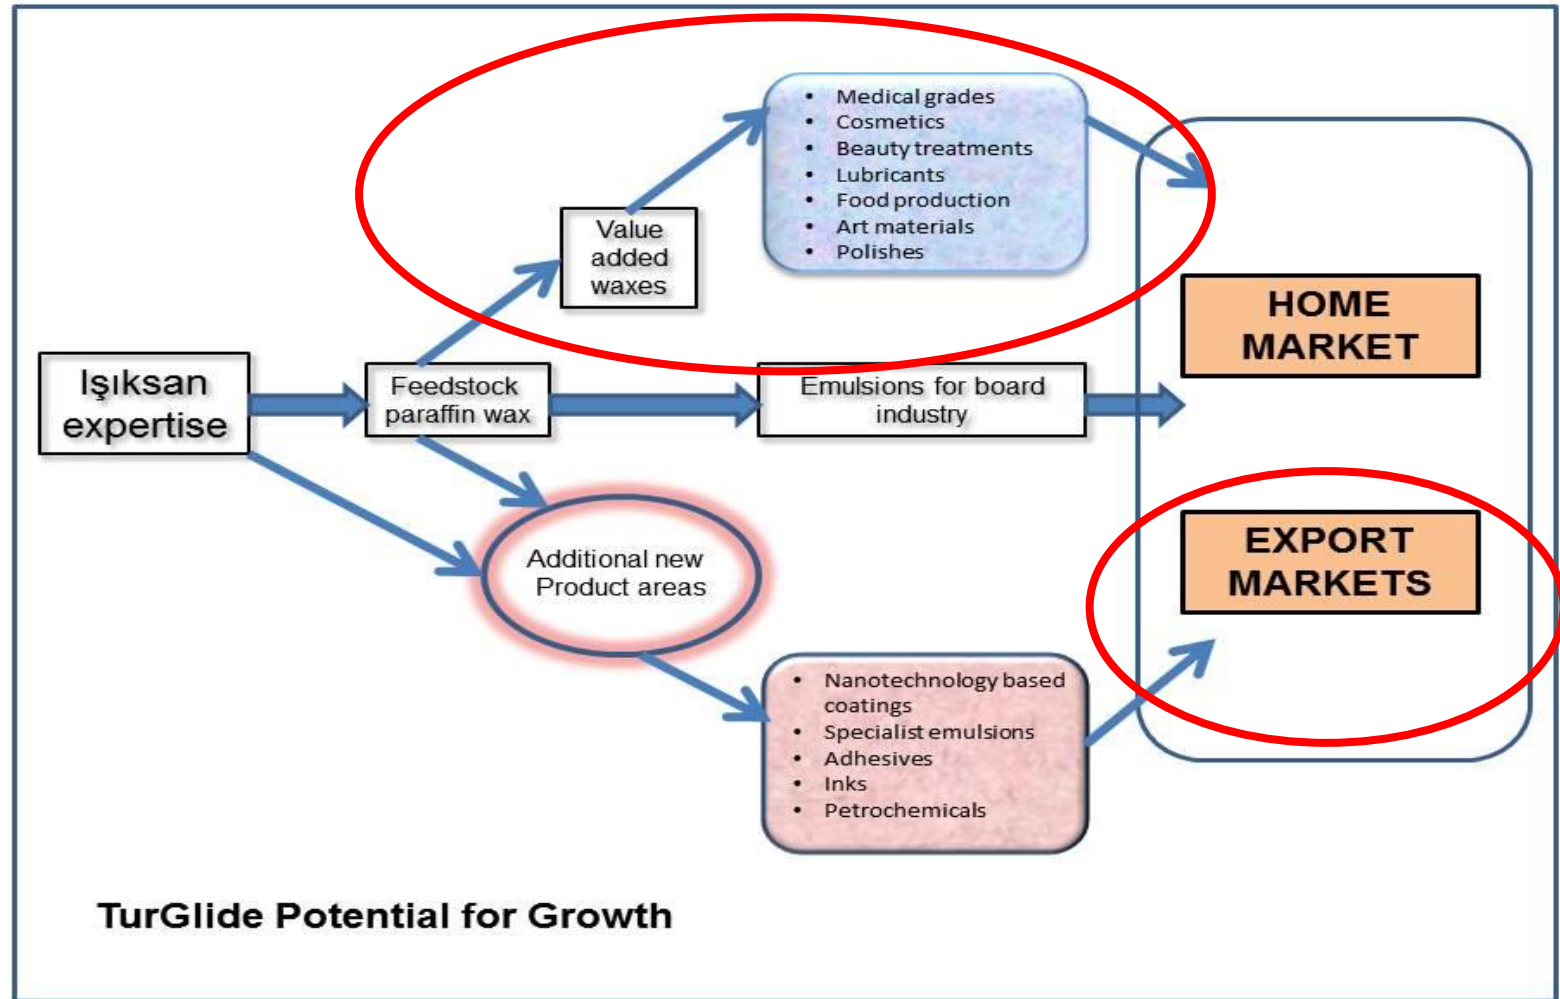 • Medical grades
• Cosmetics
• Beauty treatments
• Lubricants
• Food production
• Art materials
• Polishes
Value
added
waxes
HOME
MARKET
Işıksan
expertise
Feedstock
paraffin wax
Emulsions for board
industry
EXPORT
MARKETS
Additional new
Product areas
• Nanotechnology based
coatings
• Specialist emulsions
• Adhesives
• Inks
• Petrochemicals
TurGlide Potential for Growth